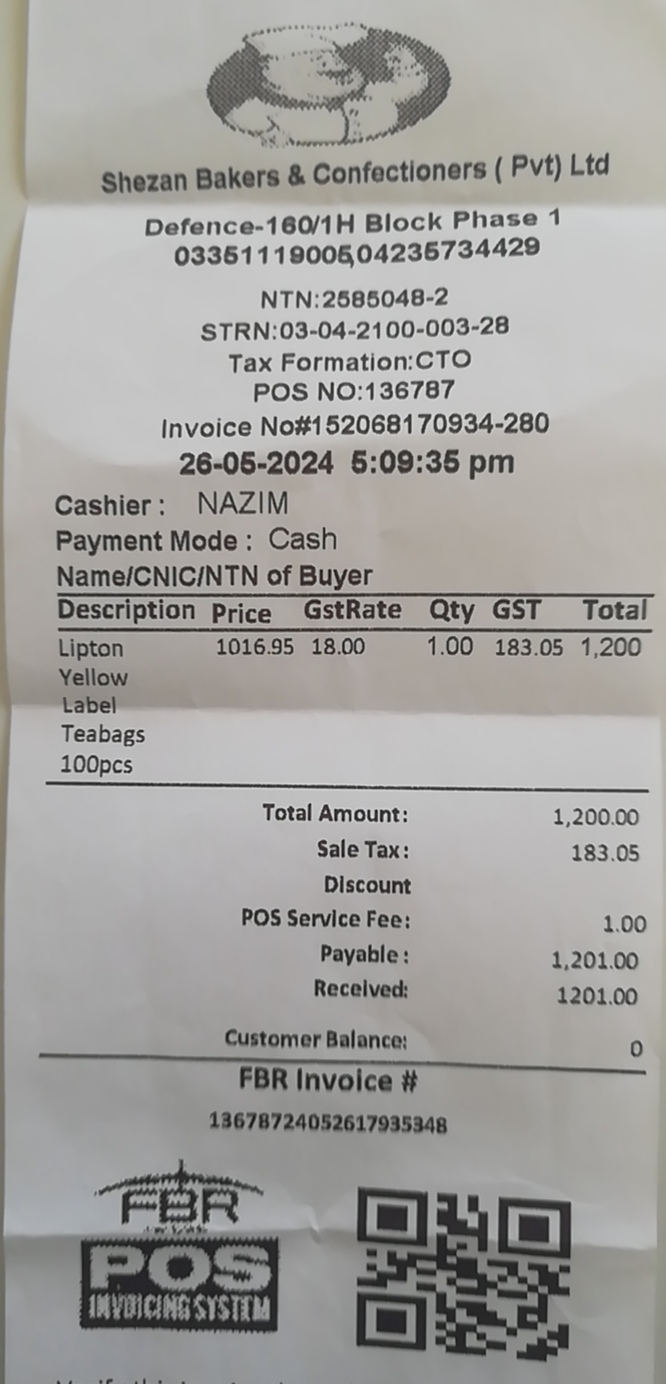 Shezan Bakers & Confectioners ( Pvt) Ltd
Defence-160/1H Block Phase 1
03351119005,04235734429
NTN:2585048-2
STRN:03-04-2100-003-28
Tax Formation:CTO
POS NO:136787
Invoice No#152068170934-280
26-05-2024 5:09:35 pm
Cashier : NAZIM
Payment Mode : Cash
Name/CNIC/NTN of Buyer
Description Price GstRate Qty GST Total
Lipton 1016.95 18.00 1.00 183.05 1,200
Yellow
Label
Teabags
100pcs
Total Amount: 1,200.00
Sale Tax: 183.05
Discount
POS Service Fee: 1.00
Payable: 1,201.00
Received: 1201.00
Customer Balance: 0
FBR Invoice #
13678724052617935348
FBR
POS
INVOICING SYSTEM